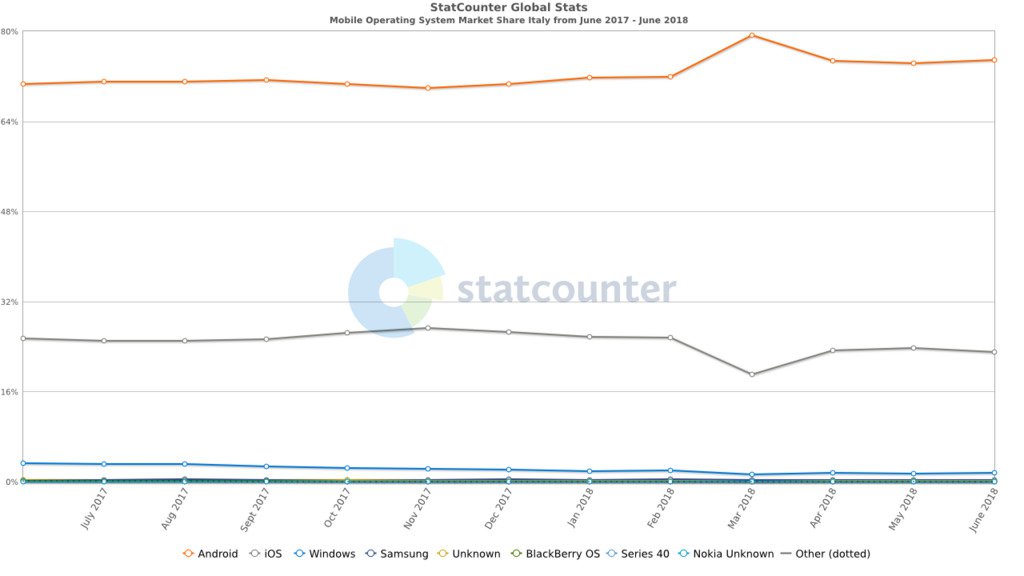 StatCounter Global Stats
Mobile Operating System Market Share Italy from June 2017 - June 2018
80%
64%
48%
statcounter
32%
16%
0%
July 2017
Aug 2017
Sept 2017
Oct 2017
Nov 2017
Dec 2017
Jan 2018
Feb 2018
Mar 2018
Apr 2018
May 2018
June 2018
Android iOS Windows Samsung Unknown BlackBerry OS Series 40 Nokia Unknown Other (dotted)